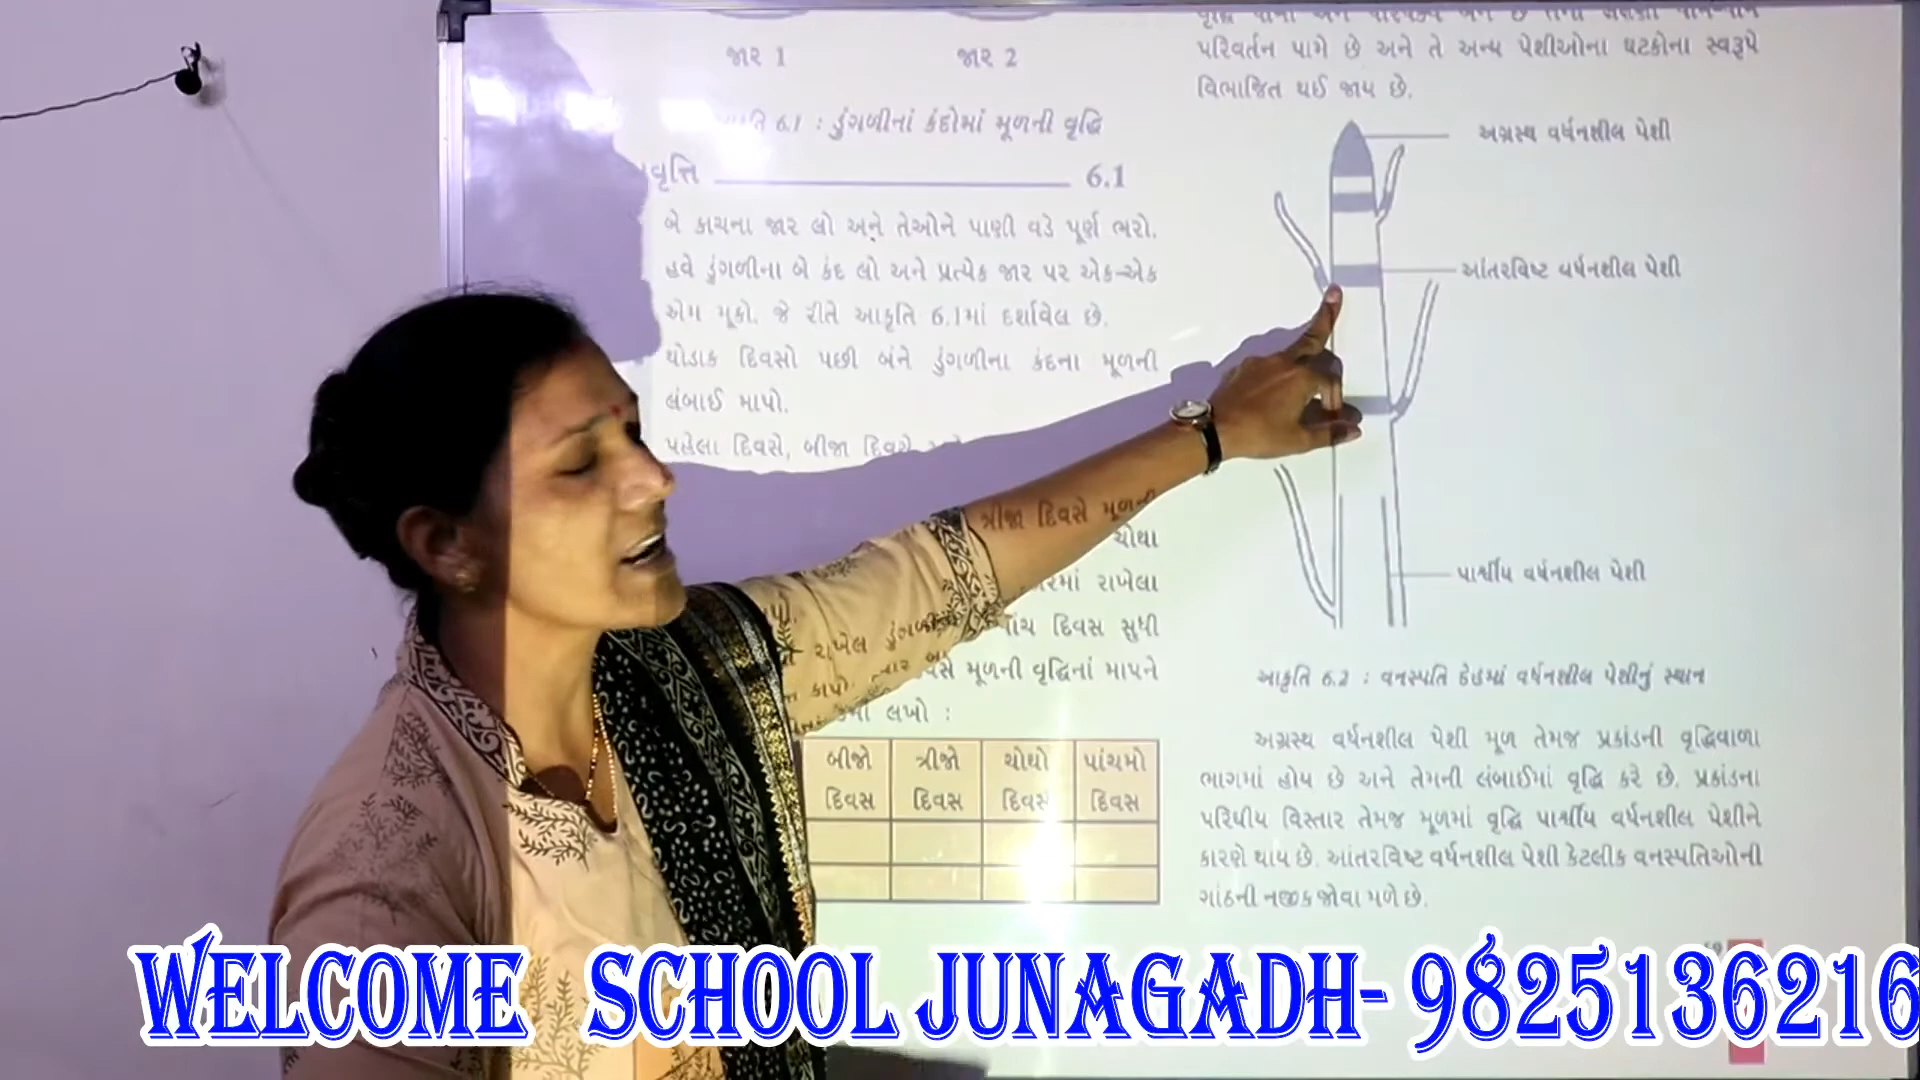 જાર 1 જાર 2
6.1 : ડુંગળીનાં કંદોમાં મૂળની વૃદ્ધિ
વૃત્તિ 6.1
બે કાચના જાર લો અને તેઓને પાણી વડે પૂર્ણ ભરો.
હવે ડુંગળીના બે કંદ લો અને પ્રત્યેક જાર પર એક-એક
એમ મૂકો. જે રીતે આકૃતિ 6.1માં દર્શાવેલ છે.
થોડાક દિવસો પછી બંને ડુંગળીના કંદના મૂળની
લંબાઈ માપો.
પહેલા દિવસે, બીજા દિવસે
ત્રીજા દિવસે મૂળની
ચોથા
રાખેલા
રાખેલ ડુંગળીના પાંચ દિવસ સુધી
કાપો. મૂળની વૃદ્ધિનાં માપને
લખો :
બીજો દિવસ ત્રીજો દિવસ ચોથો દિવસ પાંચમો દિવસ
પરિવર્તન પામે છે અને તે અન્ય પેશીઓના ઘટકોના સ્વરૂપે
વિભાજિત થઈ જાય છે.
અગ્રસ્થ વર્ધનશીલ પેશી
આંતરવિષ્ટ વર્ધનશીલ પેશી
પાર્શ્વીય વર્ધનશીલ પેશી
આકૃતિ 6.2 : વનસ્પતિ દેહમાં વર્ધનશીલ પેશીનું સ્થાન
અગ્રસ્થ વર્ધનશીલ પેશી મૂળ તેમજ પ્રકાંડની વૃદ્ધિવાળા
ભાગમાં હોય છે અને તેમની લંબાઈમાં વૃદ્ધિ કરે છે. પ્રકાંડના
પરિઘીય વિસ્તાર તેમજ મૂળમાં વૃદ્ધિ પાર્શ્વીય વર્ધનશીલ પેશીને
કારણે થાય છે. આંતરવિષ્ટ વર્ધનશીલ પેશી કેટલીક વનસ્પતિઓની
ગાંઠની નજીક જોવા મળે છે.
WELCOME SCHOOL JUNAGADH- 9825136216